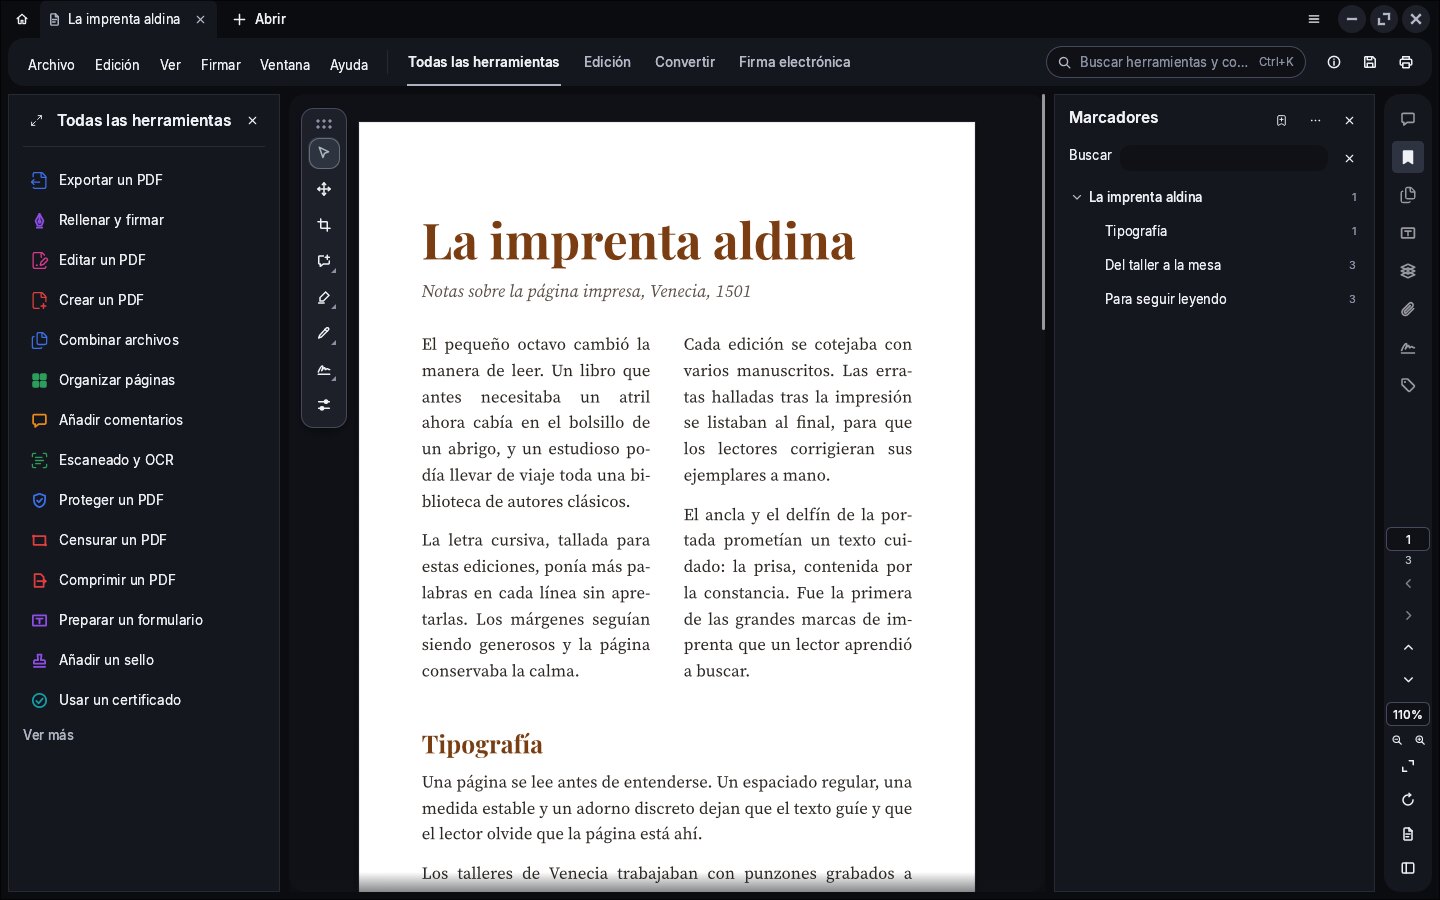 La imprenta aldina
Abrir
Archivo Edición Ver Firmar Ventana Ayuda
Todas las herramientas Edición Convertir Firma electrónica
Buscar herramientas y co... Ctrl+K
Todas las herramientas
Exportar un PDF
Rellenar y firmar
Editar un PDF
Crear un PDF
Combinar archivos
Organizar páginas
Añadir comentarios
Escaneado y OCR
Proteger un PDF
Censurar un PDF
Comprimir un PDF
Preparar un formulario
Añadir un sello
Usar un certificado
Ver más
La imprenta aldina
Notas sobre la página impresa, Venecia, 1501
El pequeño octavo cambió la
manera de leer. Un libro que
antes necesitaba un atril
ahora cabía en el bolsillo de
un abrigo, y un estudioso po-
día llevar de viaje toda una bi-
blioteca de autores clásicos.
La letra cursiva, tallada para
estas ediciones, ponía más pa-
labras en cada línea sin apre-
tarlas. Los márgenes seguían
siendo generosos y la página
conservaba la calma.
Cada edición se cotejaba con
varios manuscritos. Las erra-
tas halladas tras la impresión
se listaban al final, para que
los lectores corrigieran sus
ejemplares a mano.
El ancla y el delfín de la por-
tada prometían un texto cui-
dado: la prisa, contenida por
la constancia. Fue la primera
de las grandes marcas de im-
prenta que un lector aprendió
a buscar.
Tipografía
Una página se lee antes de entenderse. Un espaciado regular, una
medida estable y un adorno discreto dejan que el texto guíe y que
el lector olvide que la página está ahí.
Los talleres de Venecia trabajaban con punzones grabados a
Marcadores
Buscar
La imprenta aldina 1
Tipografía 1
Del taller a la mesa 3
Para seguir leyendo 3
1
3
110%